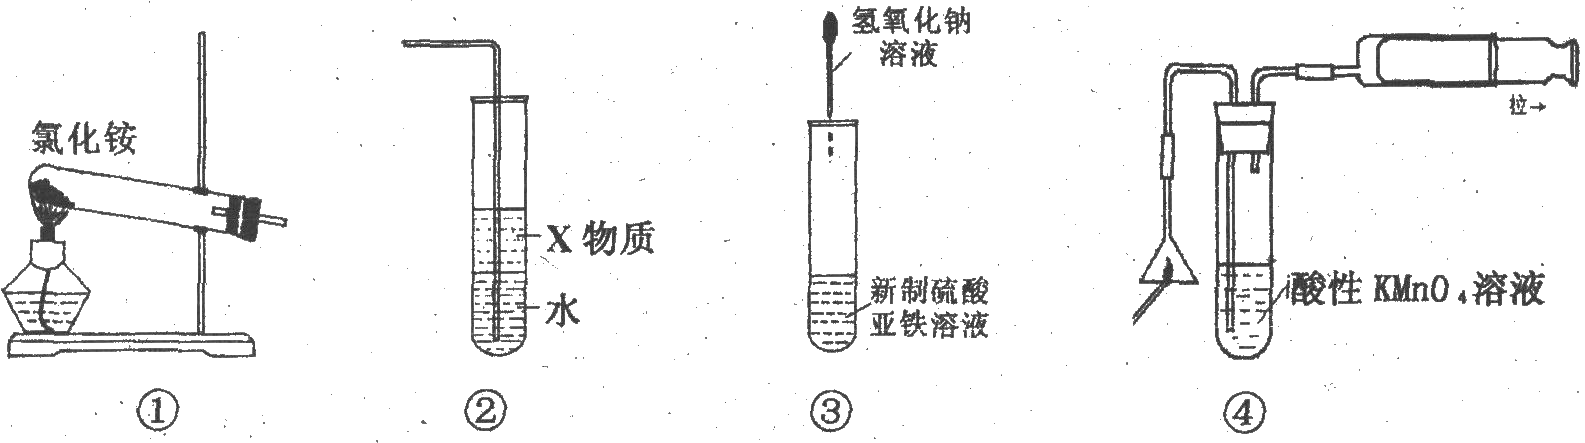 氯化铵
①
X物质
水
②
氢氧化钠
溶液
新制硫酸
亚铁溶液
③
拉→
酸性KMnO₄溶液
④